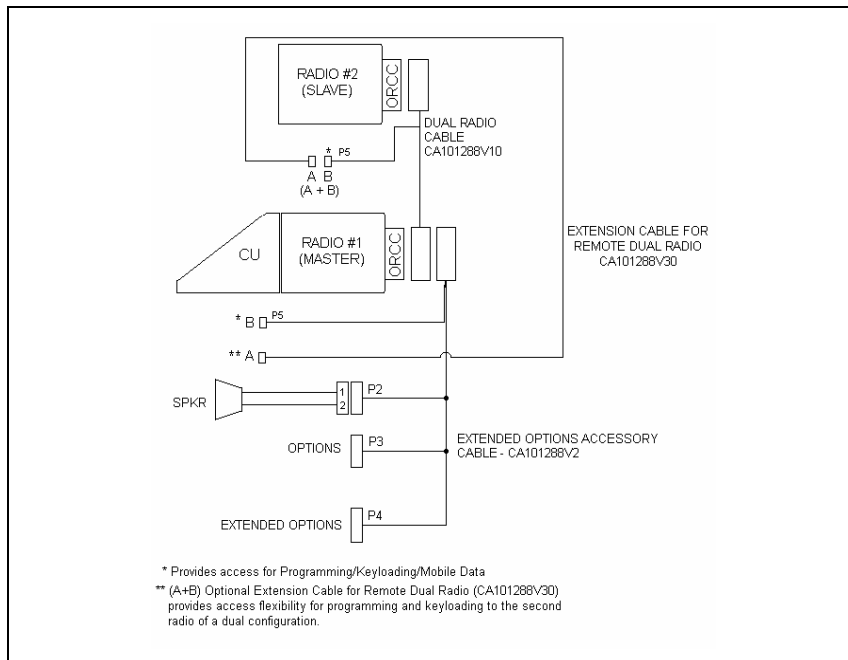 RADIO #2
(SLAVE)
ORCC
DUAL RADIO
CABLE
CA101288V10
* P5
A B
(A + B)
EXTENSION CABLE FOR
REMOTE DUAL RADIO
CA101288V30
CU
RADIO #1
(MASTER)
ORCC
* B P5
** A
SPKR
1
2
P2
OPTIONS
P3
EXTENDED OPTIONS ACCESSORY
CABLE - CA101288V2
EXTENDED OPTIONS
P4
* Provides access for Programming/Keyloading/Mobile Data
** (A+B) Optional Extension Cable for Remote Dual Radio (CA101288V30)
provides access flexibility for programming and keyloading to the second
radio of a dual configuration.